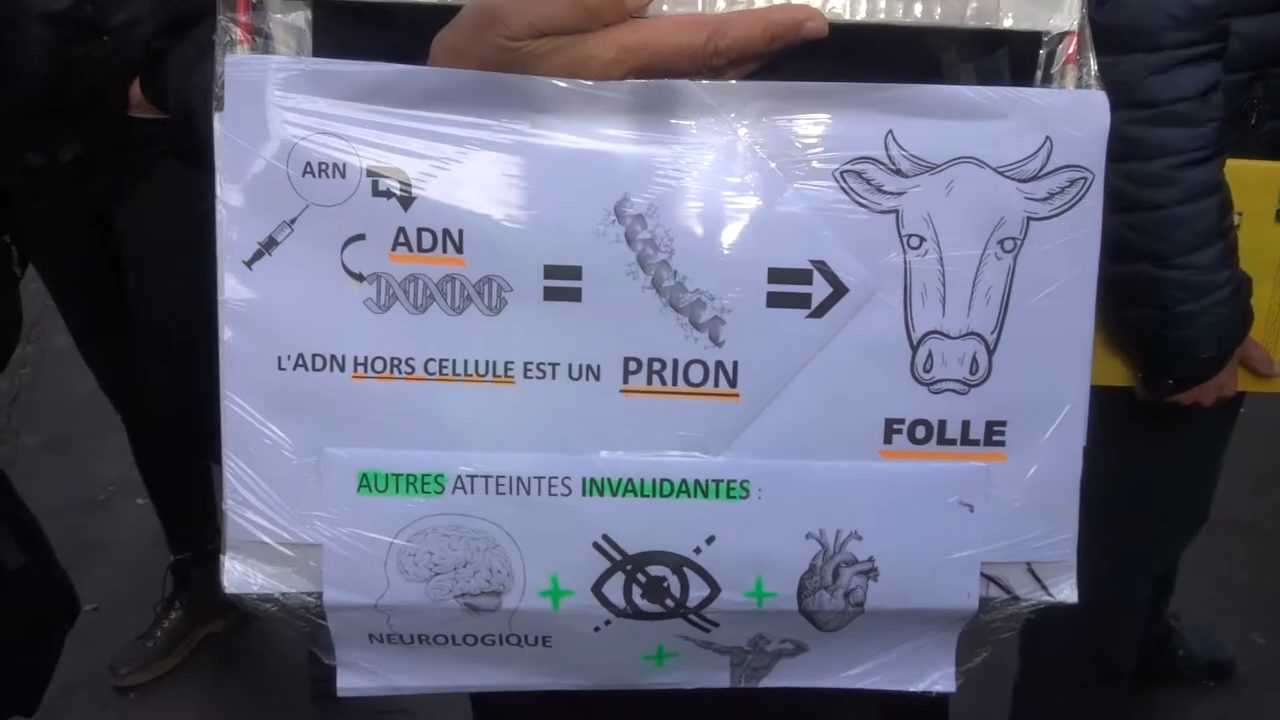 ARN
ADN
L'ADN HORS CELLULE EST UN PRION
FOLLE
AUTRES ATTEINTES INVALIDANTES :
NEUROLOGIQUE